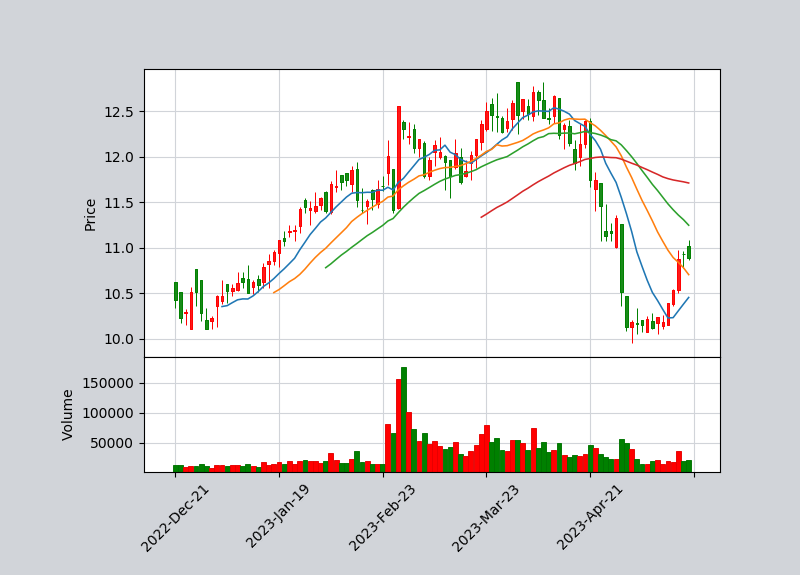 12.5
12.0
11.5
11.0
10.5
10.0
Price
150000
100000
50000
Volume
2022-Dec-21
2023-Jan-19
2023-Feb-23
2023-Mar-23
2023-Apr-21